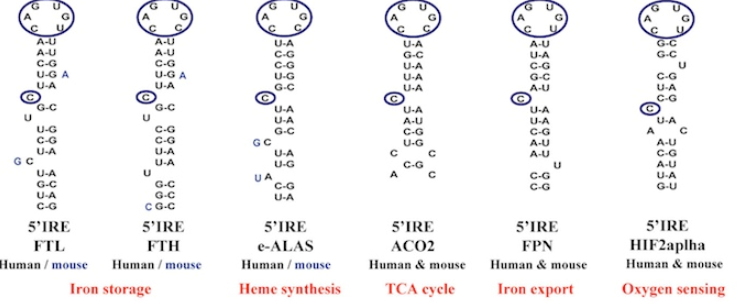 G U
A G
C U
A-U
C-G
U-G A
U-A
C
G-C
U
U-G
C-G
U-A
G C
U-A
G-C
U-A
C-G
G U
A G
C U
A-U
C-G
U-G A
U-A
C
G-C
U
C-G
U-A
U
G-C
C G-C
G U
A G
C U
U-A
C-G
C-G
U-G
G-C
C
U-A
U-A
G-C
G C
U-A
U-G
U A
C-G
U-A
G U
A G
C U
U-A
C
U-A
A-U
C-G
U-G
C C
C-G
A C
G U
A G
C U
A-U
C
U-A
A-U
G-C
A-U
U
C-G
C-G
G U
A G
C U
G-C
G-C
U
C-G
U-A
C
U-A
A C
A-U
U-A
G-U
5'IRE 5'IRE 5'IRE 5'IRE 5'IRE 5'IRE
FTL FTH e-ALAS ACO2 FPN HIF2aplha
Human / mouse Human / mouse Human / mouse Human & mouse Human & mouse Human & mouse
Iron storage Heme synthesis TCA cycle Iron export Oxygen sensing